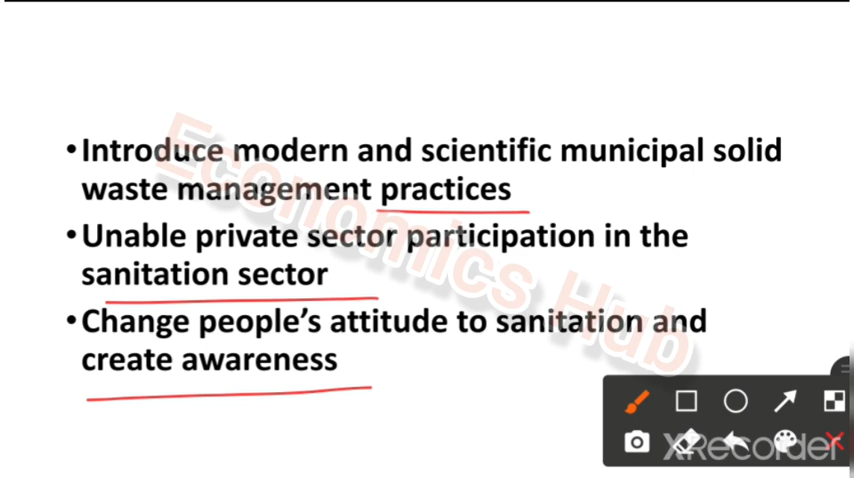 •Introduce modern and scientific municipal solid
waste management practices
•Unable private sector participation in the
sanitation sector
•Change people's attitude to sanitation and
create awareness
Economics Hub
XRecorder